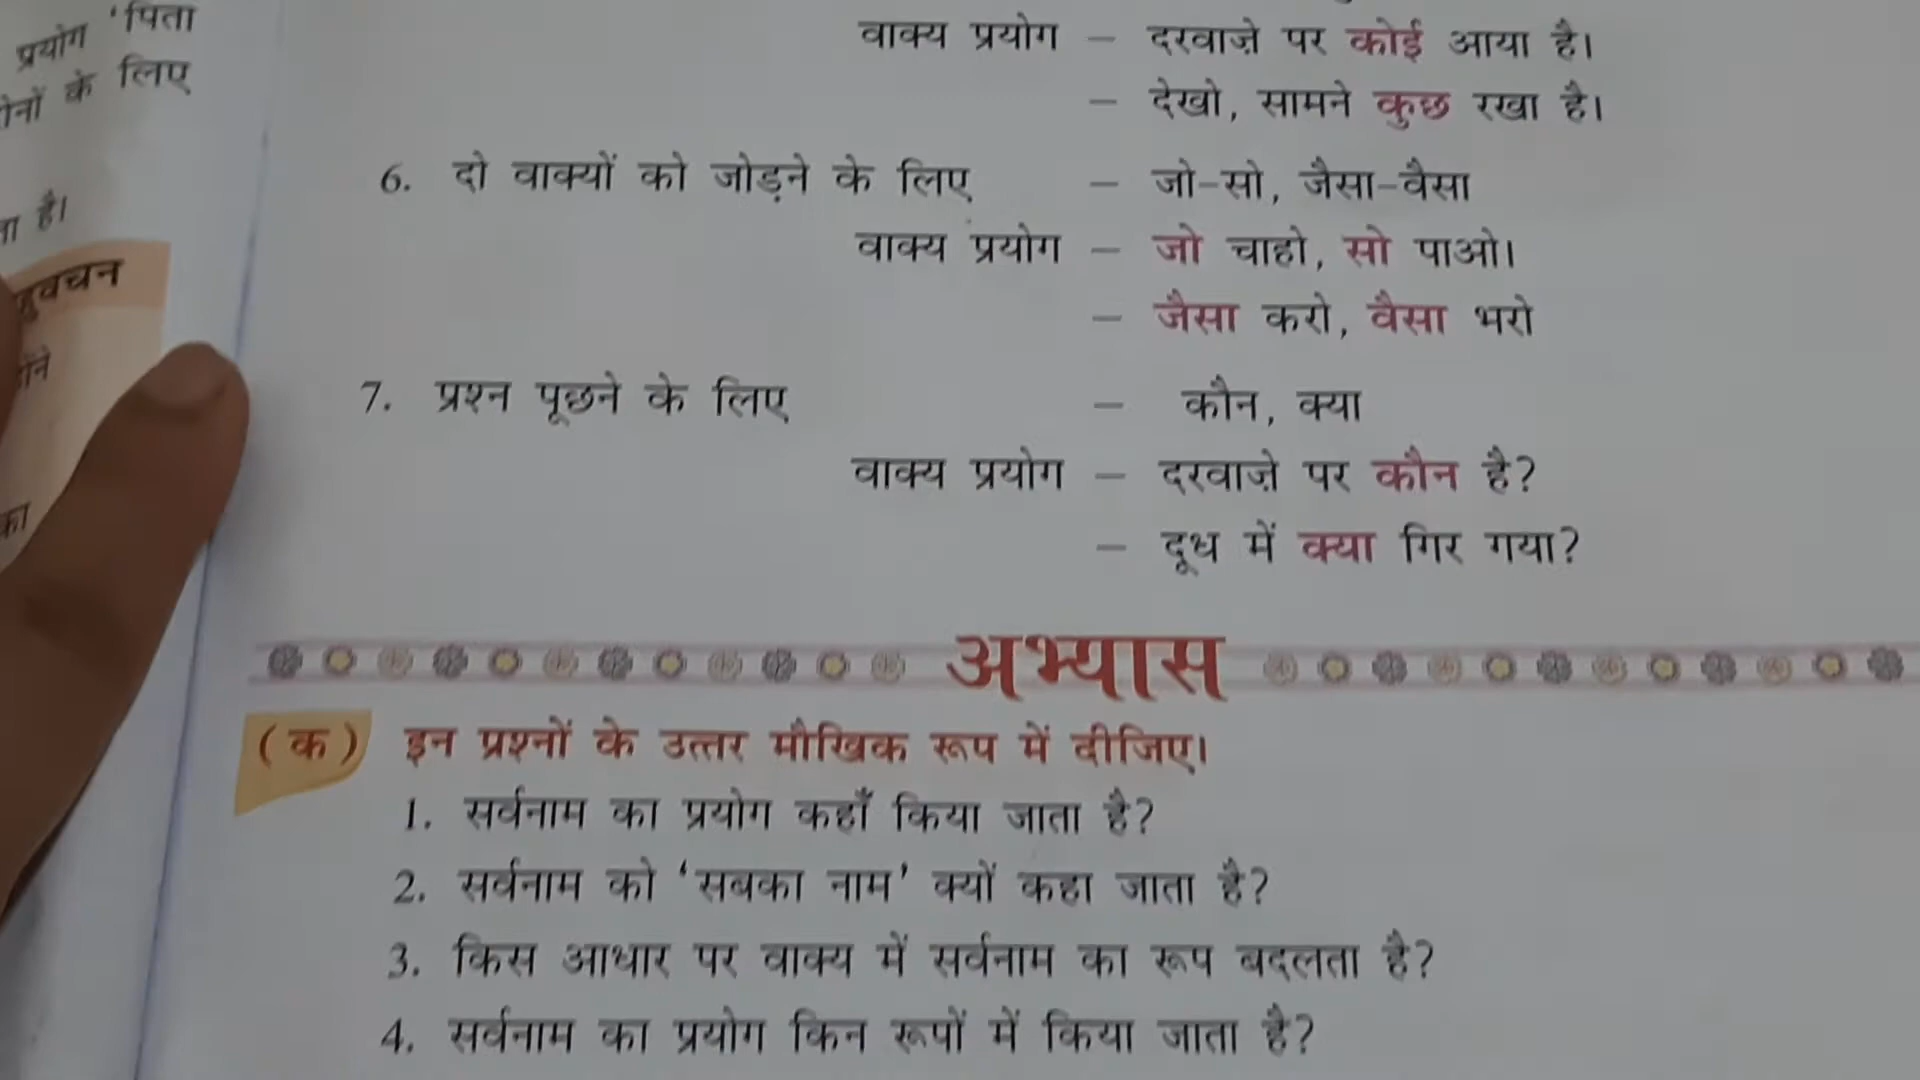 प्रयोग 'पिता
के लिए
है।
वाक्य प्रयोग – दरवाज़े पर कोई आया है।
– देखो, सामने कुछ रखा है।
6. दो वाक्यों को जोड़ने के लिए – जो-सो, जैसा-वैसा
वाक्य प्रयोग – जो चाहो, सो पाओ।
– जैसा करो, वैसा भरो
7. प्रश्न पूछने के लिए – कौन, क्या
वाक्य प्रयोग – दरवाज़े पर कौन है?
– दूध में क्या गिर गया?
अभ्यास
(क) इन प्रश्नों के उत्तर मौखिक रूप में दीजिए।
1. सर्वनाम का प्रयोग कहाँ किया जाता है?
2. सर्वनाम को 'सबका नाम' क्यों कहा जाता है?
3. किस आधार पर वाक्य में सर्वनाम का रूप बदलता है?
4. सर्वनाम का प्रयोग किन रूपों में किया जाता है?